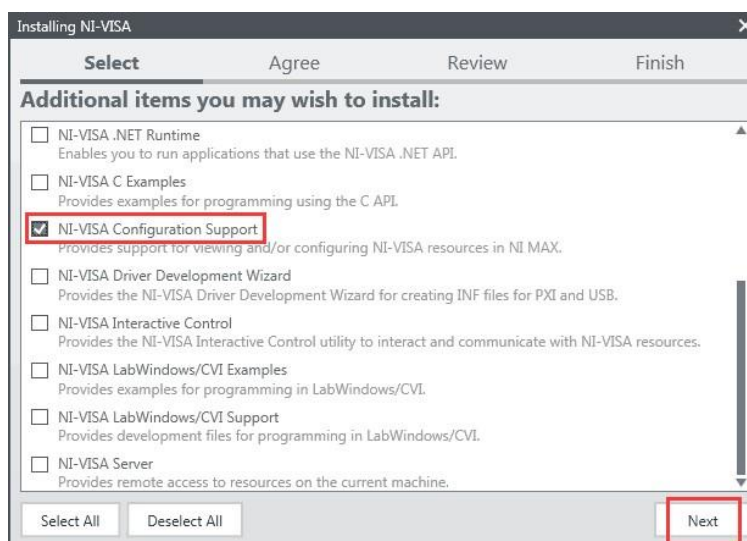 Installing NI-VISA
Select Agree Review Finish
Additional items you may wish to install:
NI-VISA .NET Runtime
Enables you to run applications that use the NI-VISA .NET API.
NI-VISA C Examples
Provides examples for programming using the C API.
NI-VISA Configuration Support
Provides support for viewing and/or configuring NI-VISA resources in NI MAX.
NI-VISA Driver Development Wizard
Provides the NI-VISA Driver Development Wizard for creating INF files for PXI and USB.
NI-VISA Interactive Control
Provides the NI-VISA Interactive Control utility to interact and communicate with NI-VISA resources.
NI-VISA LabWindows/CVI Examples
Provides examples for programming in LabWindows/CVI.
NI-VISA LabWindows/CVI Support
Provides development files for programming in LabWindows/CVI.
NI-VISA Server
Provides remote access to resources on the current machine.
Select All Deselect All Next